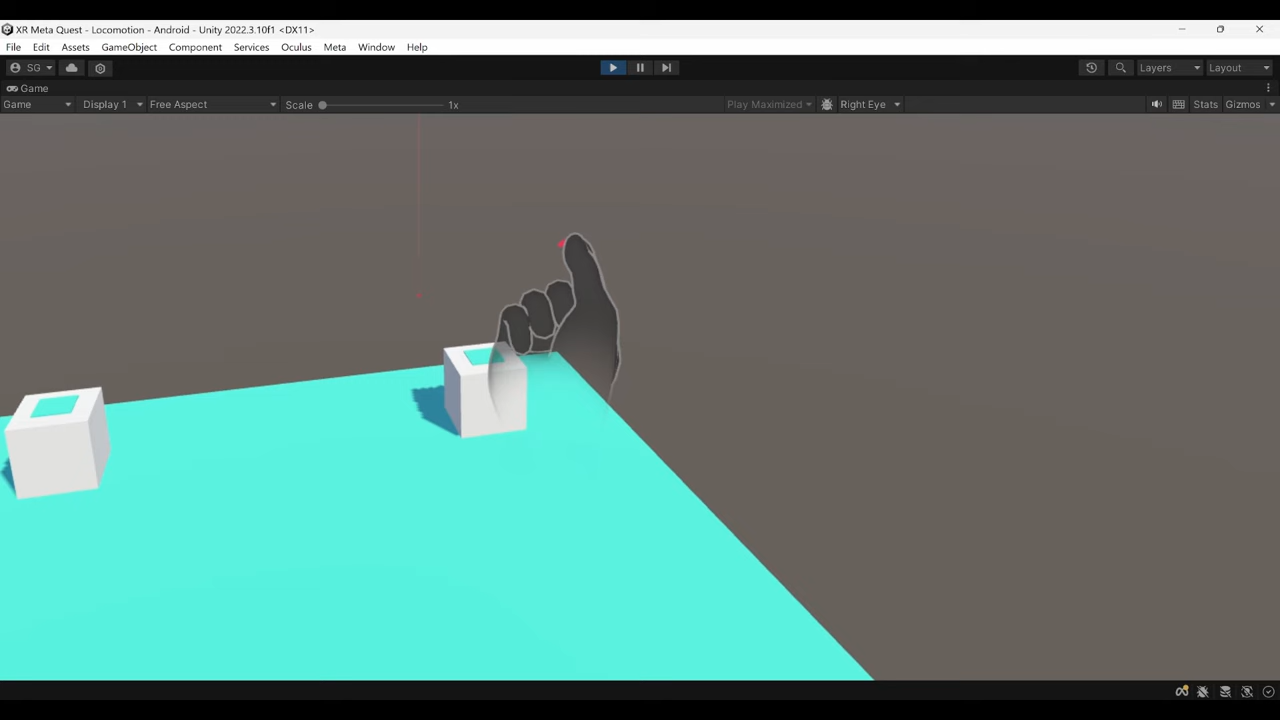 XR Meta Quest - Locomotion - Android - Unity 2022.3.10f1 <DX11>
File Edit Assets GameObject Component Services Oculus Meta Window Help
SG Layers Layout
Game
Game Display 1 Free Aspect Scale 1x Play Maximized Right Eye Stats Gizmos